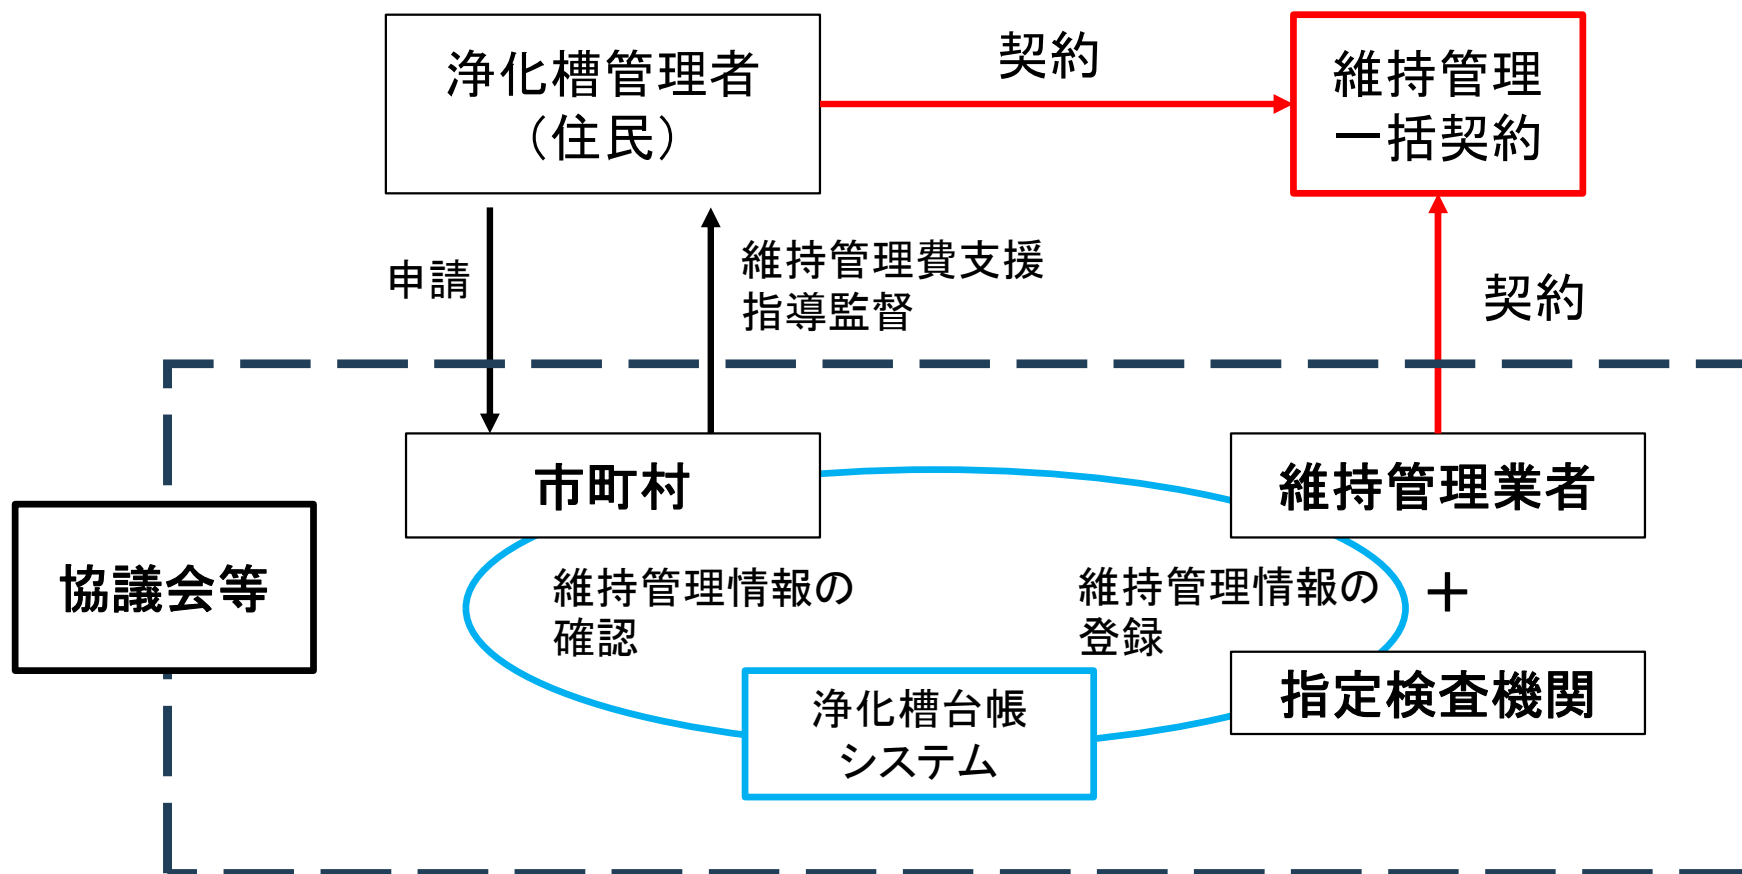 浄化槽管理者
（住民）
契約
維持管理
一括契約
申請
維持管理費支援
指導監督
契約
市町村
維持管理業者
協議会等
維持管理情報の
確認
維持管理情報の
登録
＋
浄化槽台帳
システム
指定検査機関